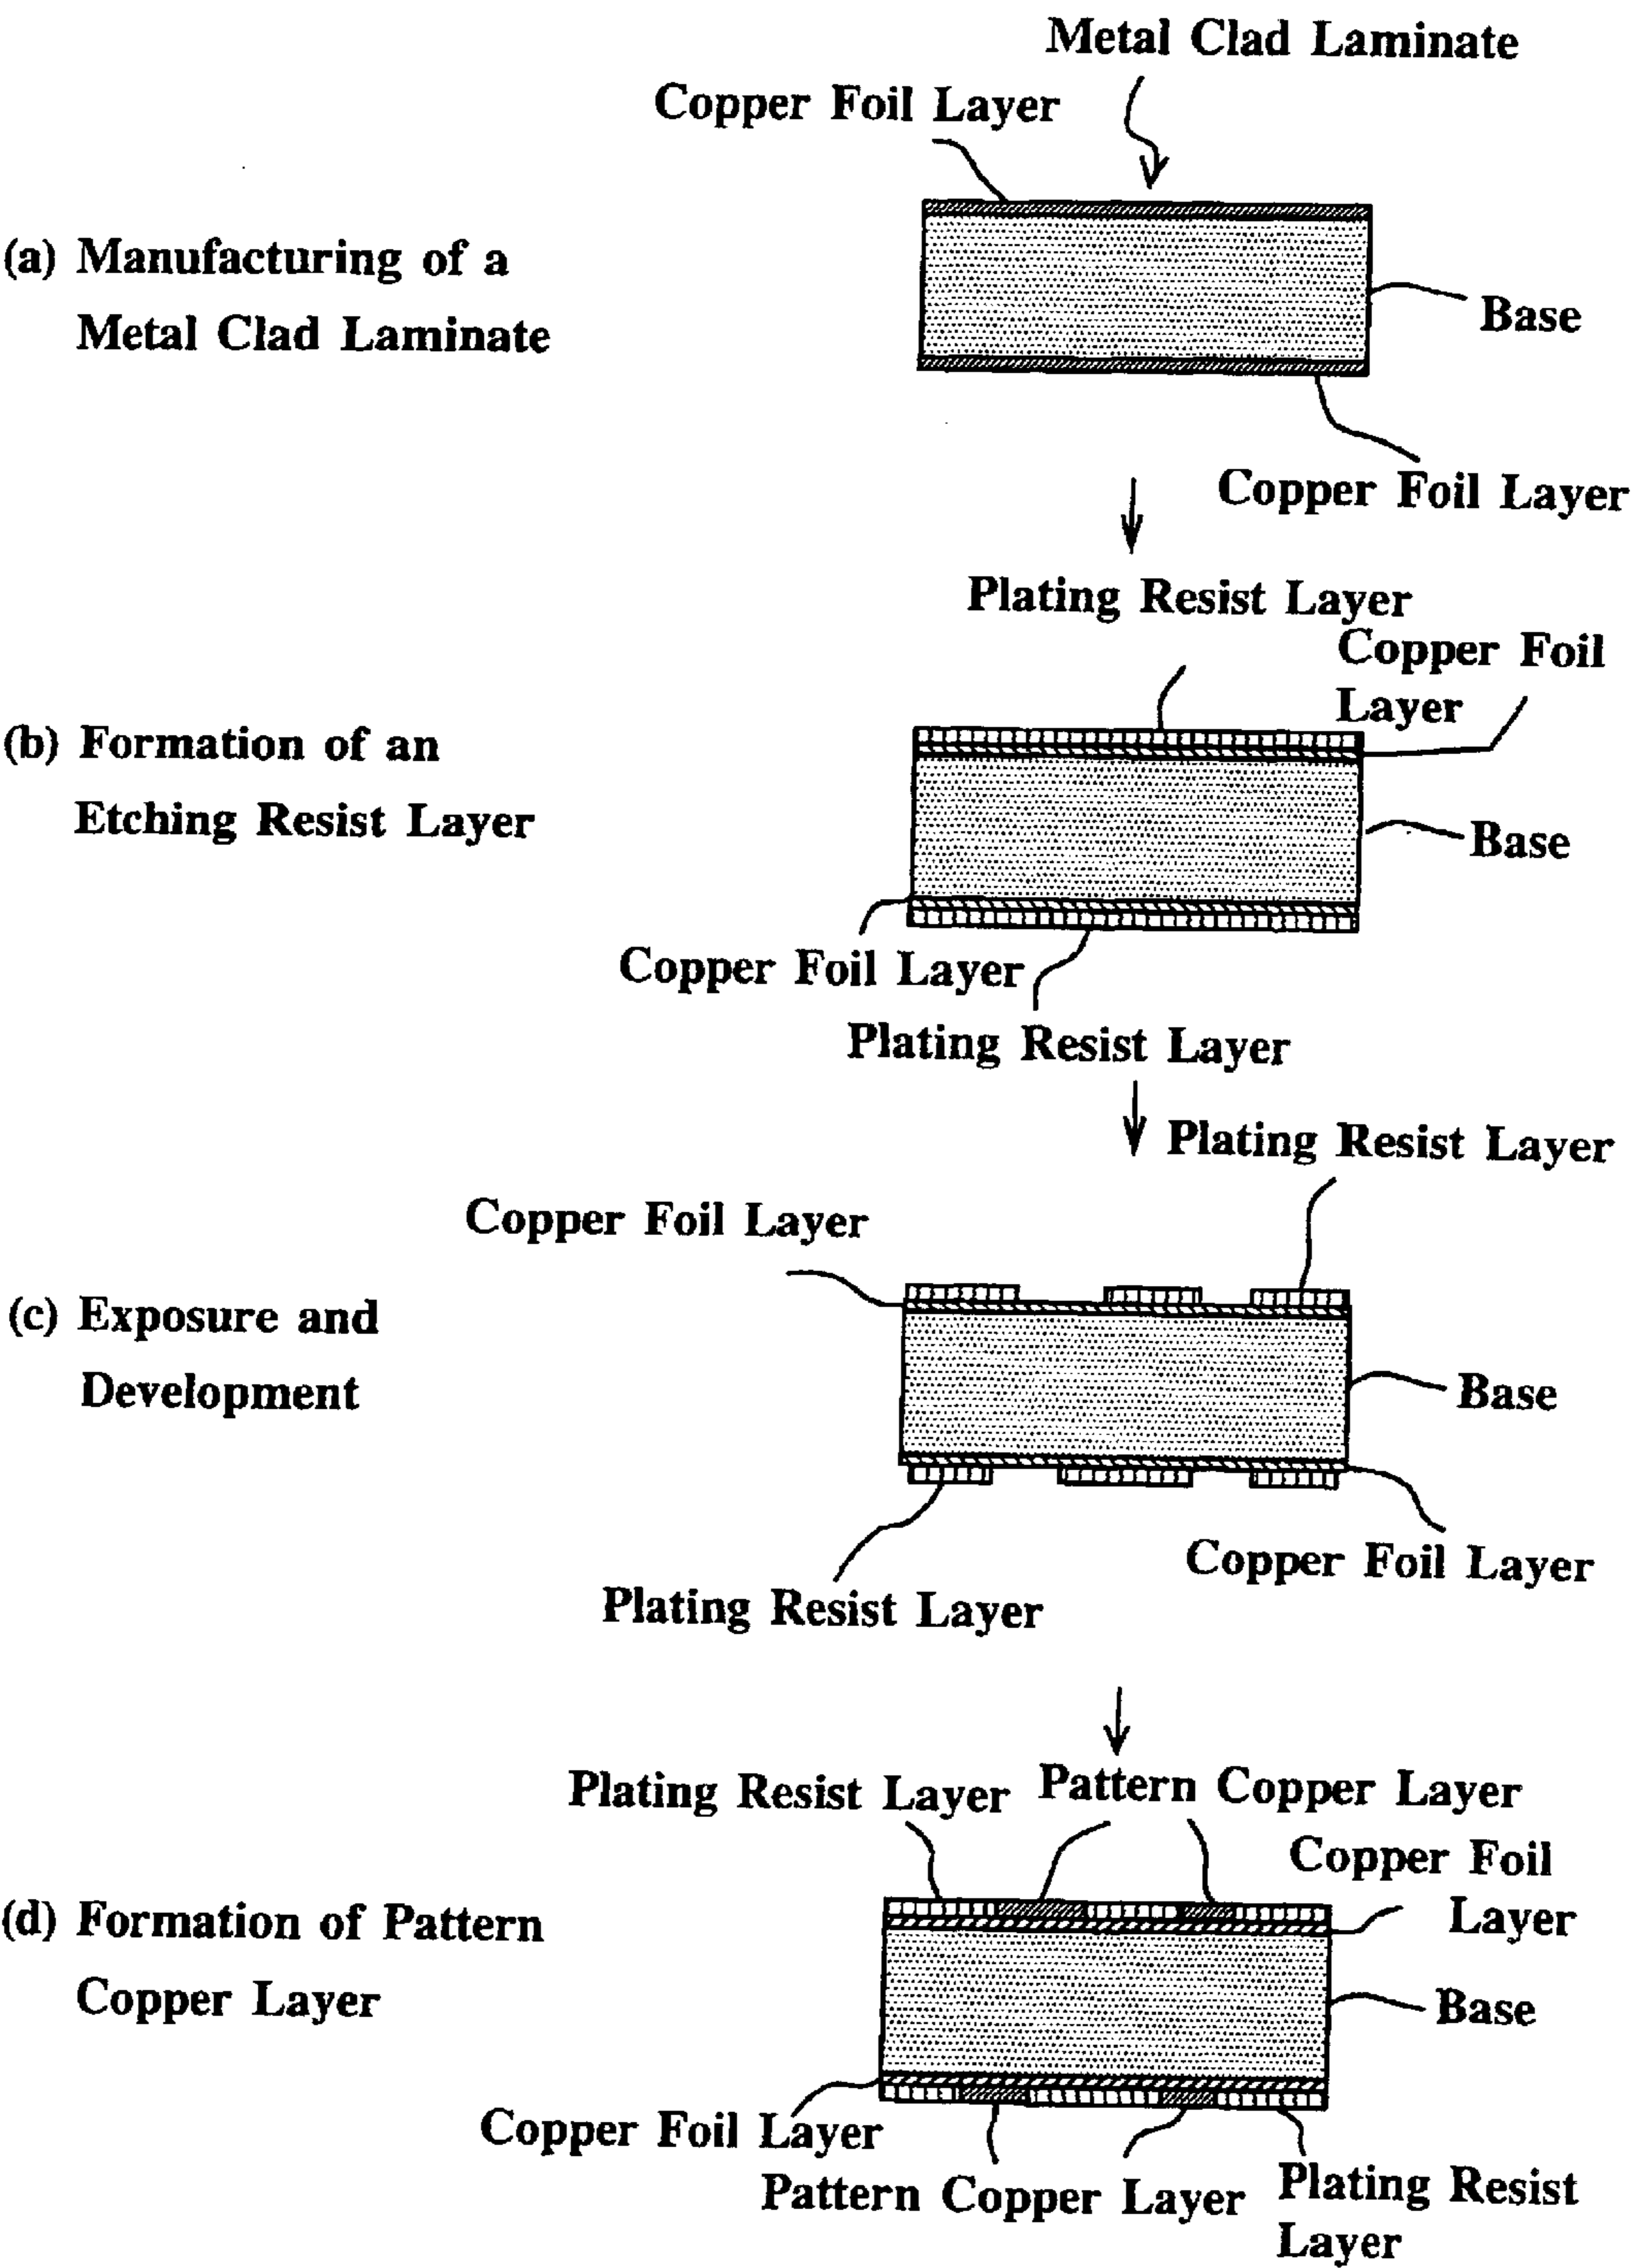 Metal Clad Laminate
Copper Foil Layer
(a) Manufacturing of a
Metal Clad Laminate
Base
Copper Foil Layer
Plating Resist Layer
Copper Foil
Layer
(b) Formation of an
Etching Resist Layer
Base
Copper Foil Layer
Plating Resist Layer
Plating Resist Layer
Copper Foil Layer
(c) Exposure and
Development
Base
Copper Foil Layer
Plating Resist Layer
Plating Resist Layer
Pattern Copper Layer
Copper Foil
Layer
(d) Formation of Pattern
Copper Layer
Base
Copper Foil Layer
Pattern Copper Layer
Plating Resist
Layer